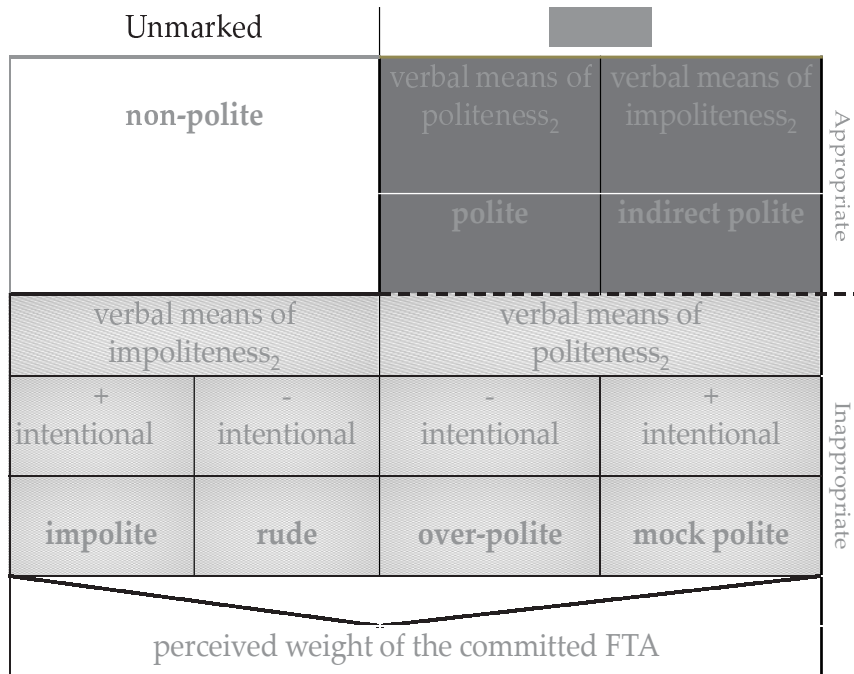 Unmarked
non-polite
verbal means of
politeness₂
verbal means of
impoliteness₂
polite
indirect polite
Appropriate
verbal means of
impoliteness₂
verbal means of
politeness₂
+
intentional
-
intentional
-
intentional
+
intentional
impolite
rude
over-polite
mock polite
Inappropriate
perceived weight of the committed FTA